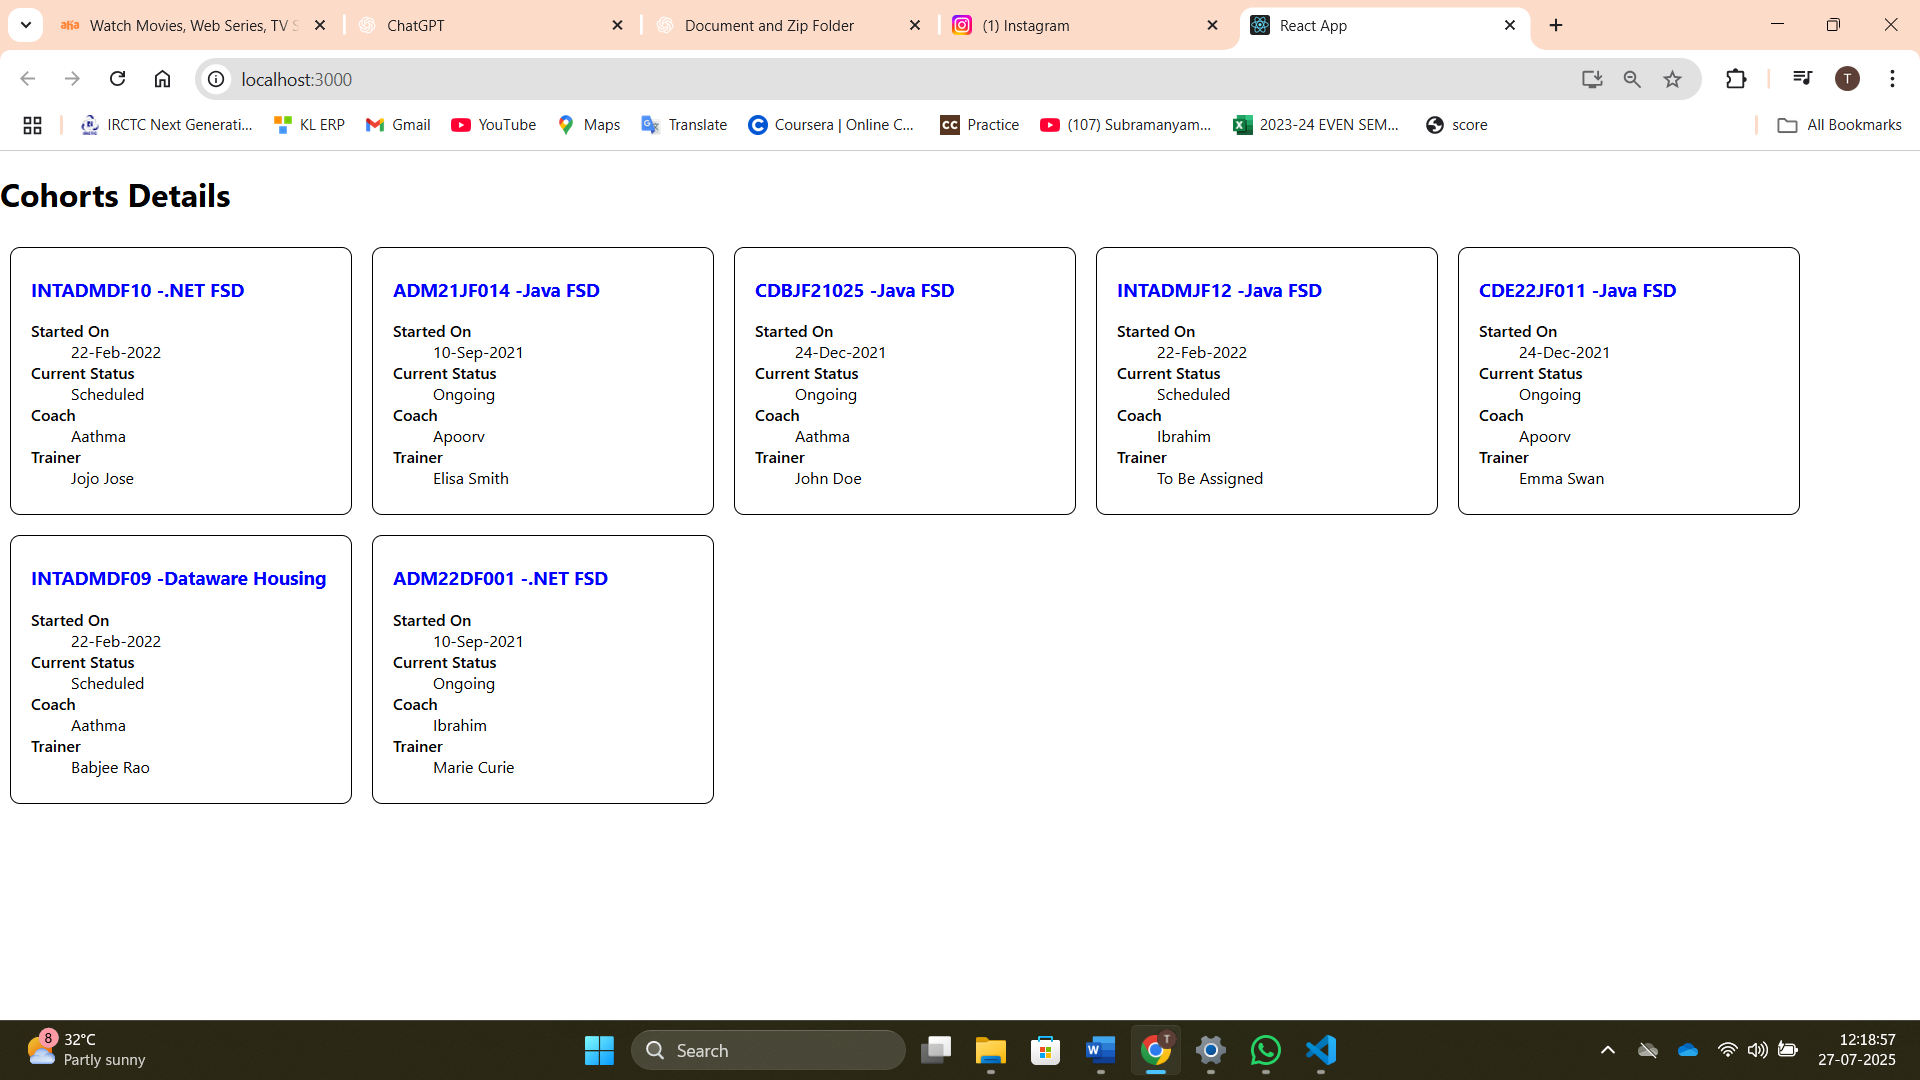 Watch Movies, Web Series, TV S
ChatGPT
Document and Zip Folder
(1) Instagram
React App
localhost:3000
T
IRCTC Next Generati...
KL ERP
Gmail
YouTube
Maps
Translate
Coursera | Online C...
CC Practice
(107) Subramanyam...
2023-24 EVEN SEM...
score
All Bookmarks
Cohorts Details
INTADMDF10 -.NET FSD
Started On
22-Feb-2022
Current Status
Scheduled
Coach
Aathma
Trainer
Jojo Jose
ADM21JF014 -Java FSD
Started On
10-Sep-2021
Current Status
Ongoing
Coach
Apoorv
Trainer
Elisa Smith
CDBJF21025 -Java FSD
Started On
24-Dec-2021
Current Status
Ongoing
Coach
Aathma
Trainer
John Doe
INTADMJF12 -Java FSD
Started On
22-Feb-2022
Current Status
Scheduled
Coach
Ibrahim
Trainer
To Be Assigned
CDE22JF011 -Java FSD
Started On
24-Dec-2021
Current Status
Ongoing
Coach
Apoorv
Trainer
Emma Swan
INTADMDF09 -Dataware Housing
Started On
22-Feb-2022
Current Status
Scheduled
Coach
Aathma
Trainer
Babjee Rao
ADM22DF001 -.NET FSD
Started On
10-Sep-2021
Current Status
Ongoing
Coach
Ibrahim
Trainer
Marie Curie
8
32°C
Partly sunny
Search
W
T
12:18:57
27-07-2025